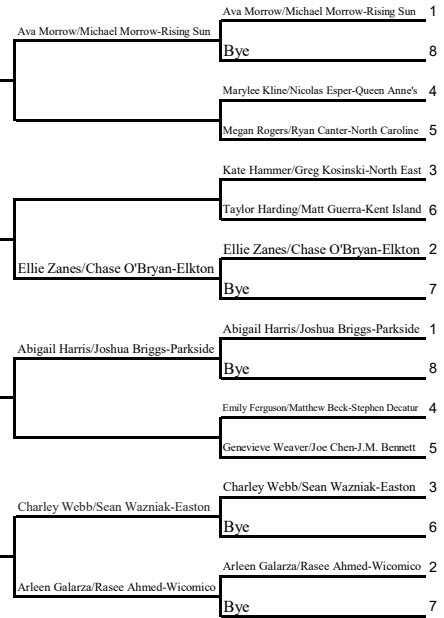 Ava Morrow/Michael Morrow-Rising Sun 1
Ava Morrow/Michael Morrow-Rising Sun
Bye 8
Marylee Kline/Nicolas Esper-Queen Anne's 4
Megan Rogers/Ryan Canter-North Caroline 5
Kate Hammer/Greg Kosinski-North East 3
Taylor Harding/Matt Guerra-Kent Island 6
Ellie Zanes/Chase O'Bryan-Elkton 2
Ellie Zanes/Chase O'Bryan-Elkton
Bye 7
Abigail Harris/Joshua Briggs-Parkside 1
Abigail Harris/Joshua Briggs-Parkside
Bye 8
Emily Ferguson/Matthew Beck-Stephen Decatur 4
Genevieve Weaver/Joe Chen-J.M. Bennett 5
Charley Webb/Sean Wazniak-Easton 3
Charley Webb/Sean Wazniak-Easton
Bye 6
Arleen Galarza/Rasee Ahmed-Wicomico 2
Arleen Galarza/Rasee Ahmed-Wicomico
Bye 7